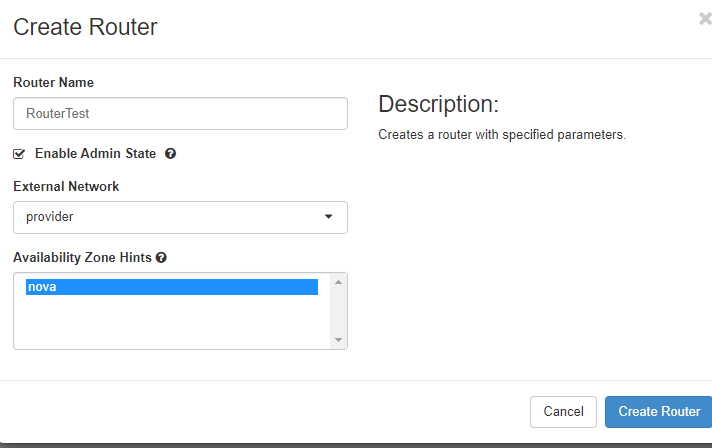 Create Router
Router Name
RouterTest
Enable Admin State
External Network
provider
Availability Zone Hints
nova
Description:
Creates a router with specified parameters.
Cancel
Create Router